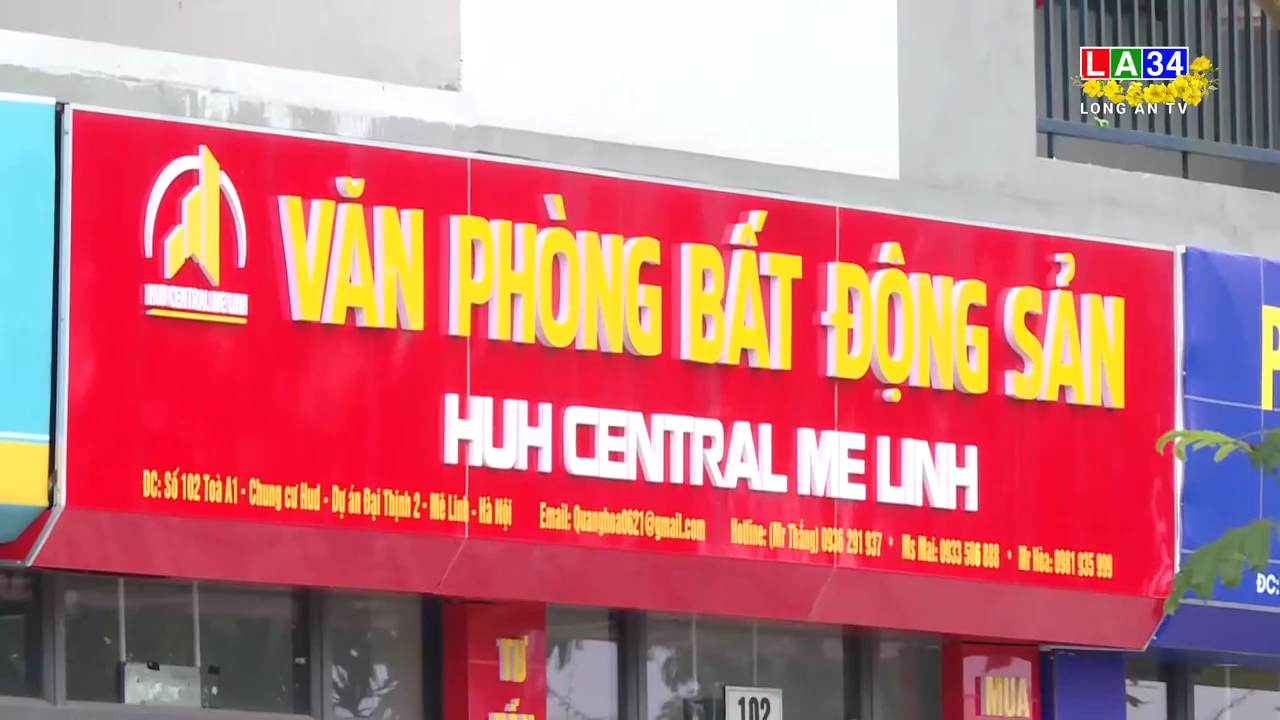 LA34
LONG AN TV
VĂN PHÒNG BẤT ĐỘNG SẢN
HUH CENTRAL ME LINH
HUH CENTRAL ME LINH
ĐC: Số 102 Toà A1 - Chung cư Hud - Dự án Đại Thịnh 2 - Mê Linh - Hà Nội Email: Quanghoa0621@gmail.com Hotline: (Mr Thắng) 0936 291 937 * Ms Mai: 0933 506 888 * Mr Hòa: 0981 935 999
ĐC:
TƯ
102
MUA